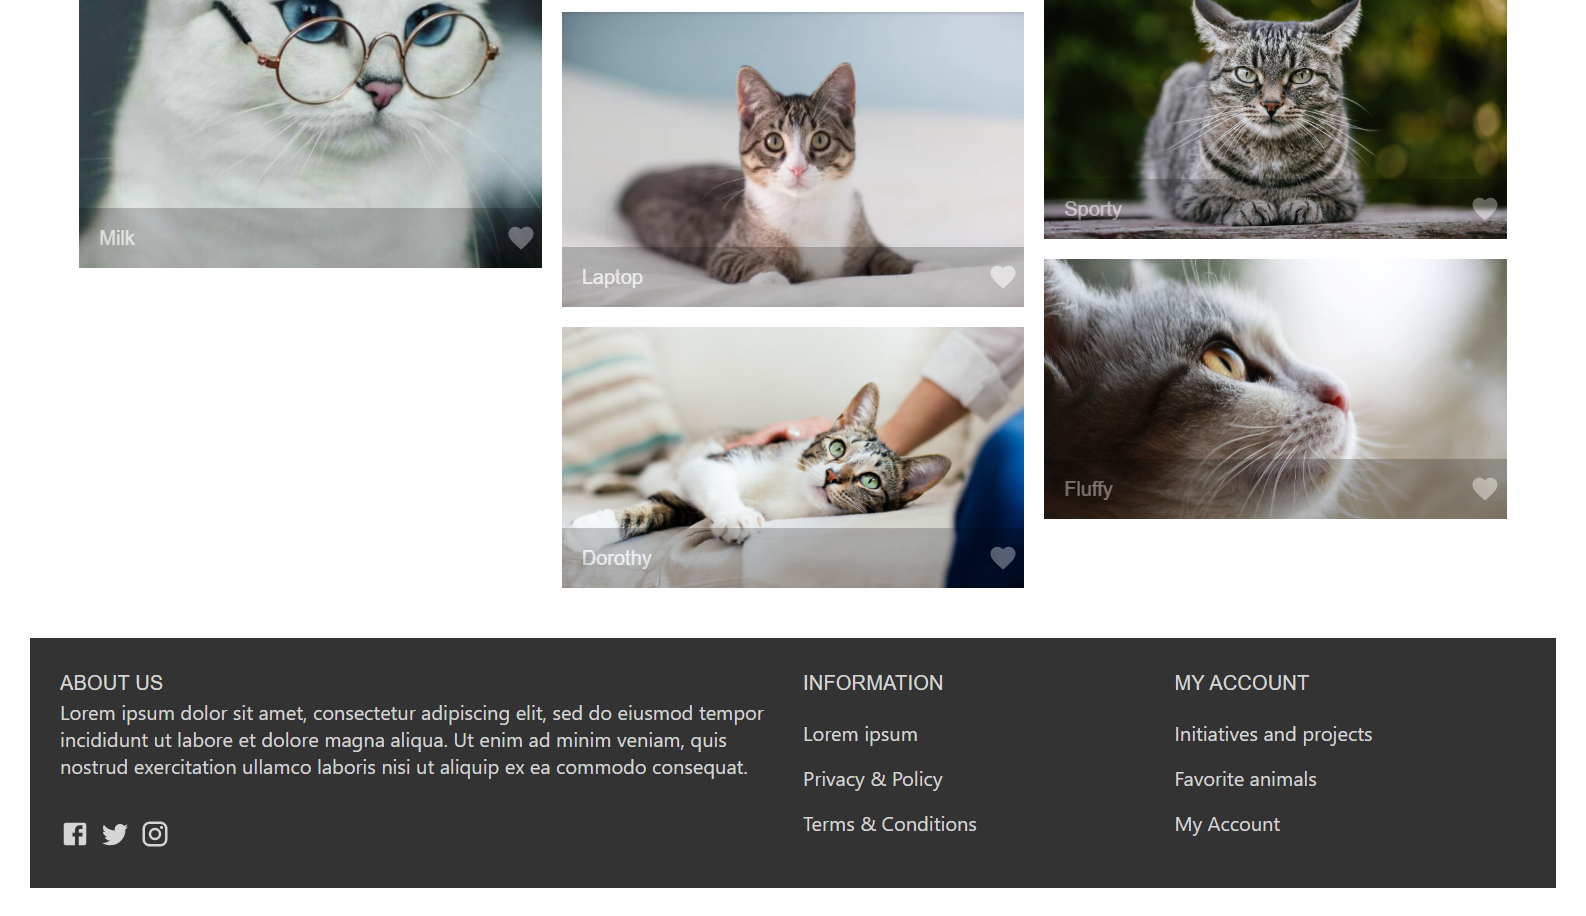 Milk
Laptop
Sporty
Dorothy
Fluffy
ABOUT US
Lorem ipsum dolor sit amet, consectetur adipiscing elit, sed do eiusmod tempor
incididunt ut labore et dolore magna aliqua. Ut enim ad minim veniam, quis
nostrud exercitation ullamco laboris nisi ut aliquip ex ea commodo consequat.
INFORMATION
Lorem ipsum
Privacy & Policy
Terms & Conditions
MY ACCOUNT
Initiatives and projects
Favorite animals
My Account